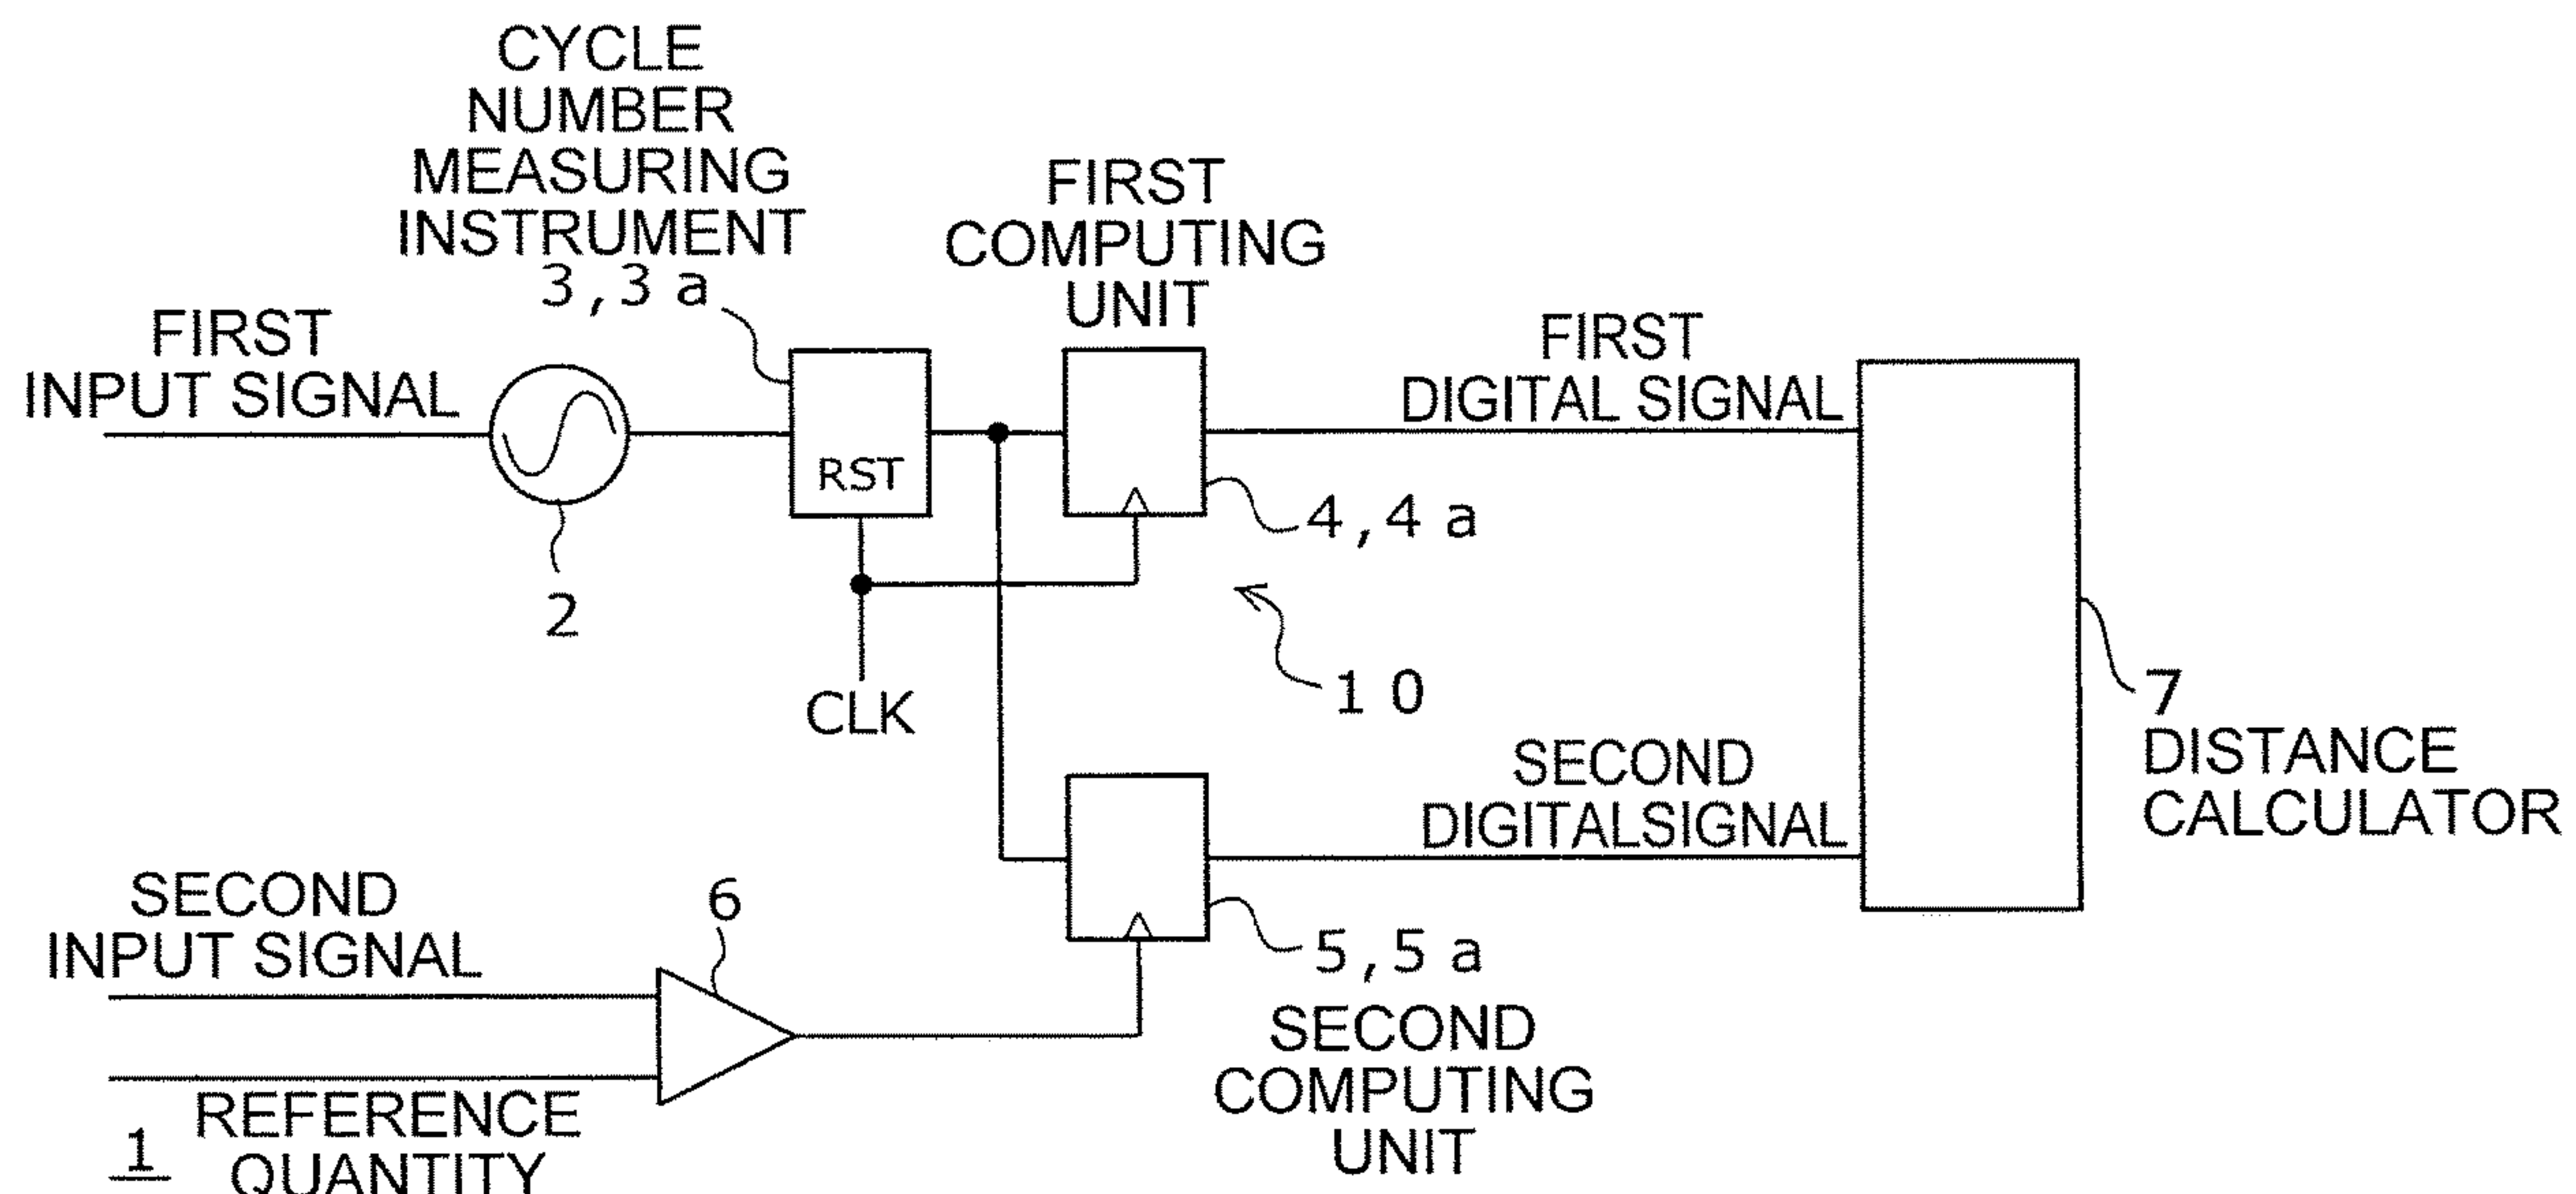 CYCLE
NUMBER
MEASURING
INSTRUMENT
3,3a
FIRST
COMPUTING
UNIT
FIRST
INPUT SIGNAL
FIRST
DIGITAL SIGNAL
RST
4,4a
2
10
CLK
7
DISTANCE
CALCULATOR
SECOND
DIGITALSIGNAL
SECOND
INPUT SIGNAL
6
5,5a
SECOND
COMPUTING
UNIT
REFERENCE
QUANTITY
1